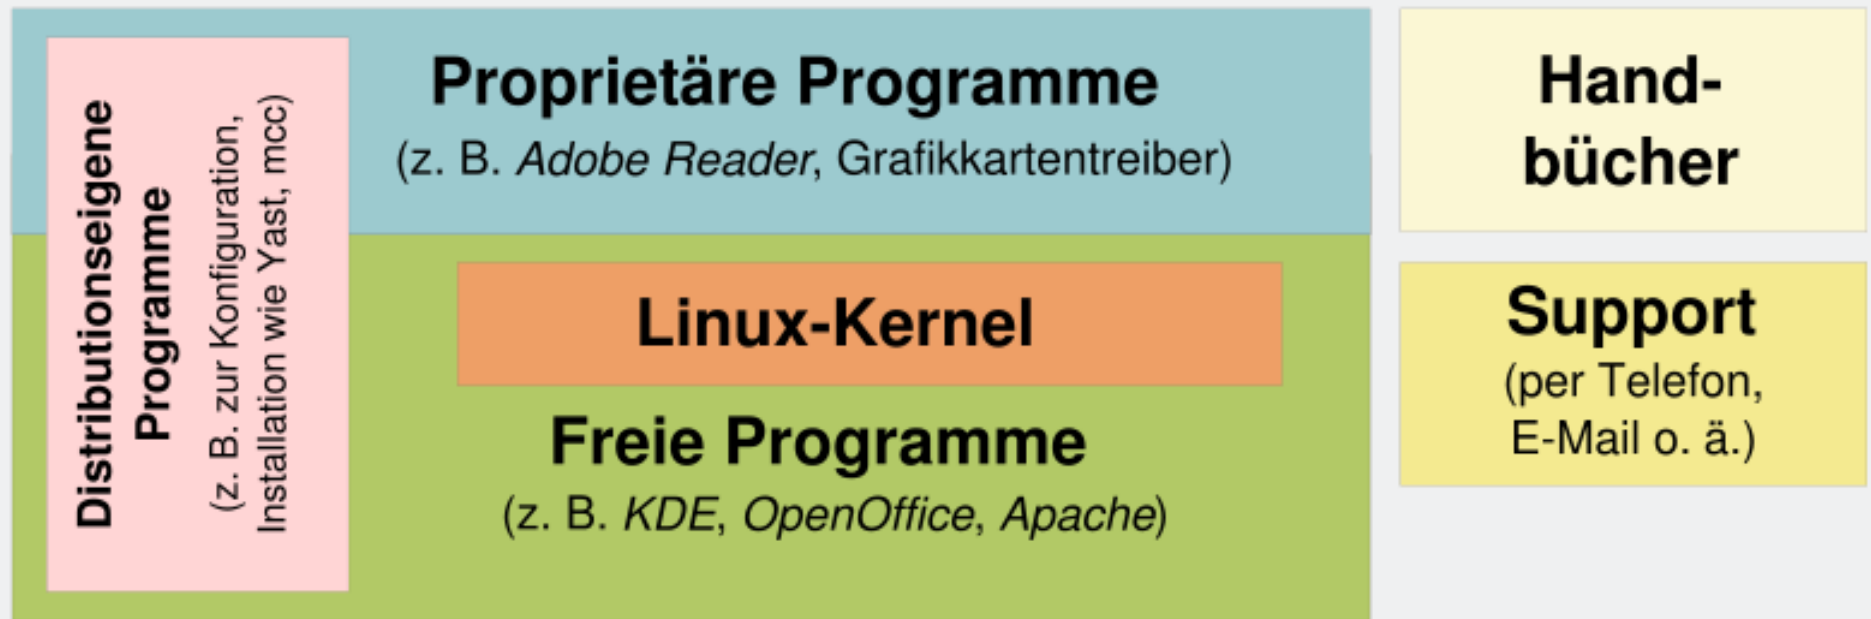 Distributionseigene
Programme
(z. B. zur Konfiguration,
Installation wie Yast, mcc)
Proprietäre Programme
(z. B. Adobe Reader, Grafikkartentreiber)
Linux-Kernel
Freie Programme
(z. B. KDE, OpenOffice, Apache)
Hand-
bücher
Support
(per Telefon,
E-Mail o. ä.)